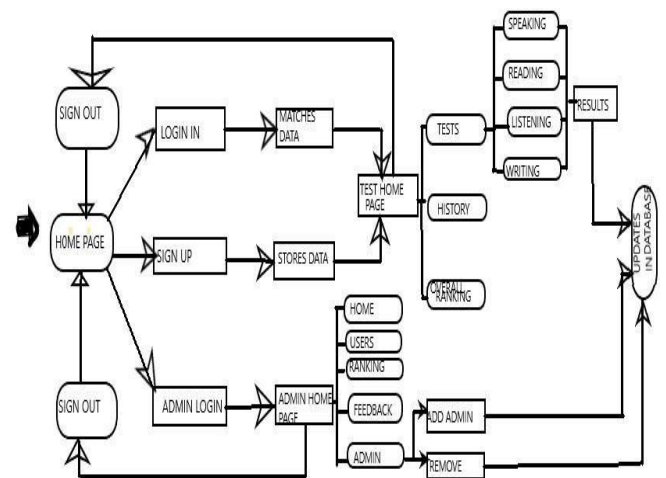 SPEAKING
SIGN OUT
LOGIN IN
MATCHES
DATA
READING
RESULTS
TESTS
LISTENING
WRITING
TEST HOME
PAGE
HISTORY
HOME PAGE
SIGN UP
STORES DATA
UPDATES
IN DATABASE
OVERALL
RANKING
HOME
USERS
RANKING
SIGN OUT
ADMIN LOGIN
ADMIN HOME
PAGE
FEEDBACK
ADD ADMIN
ADMIN
REMOVE